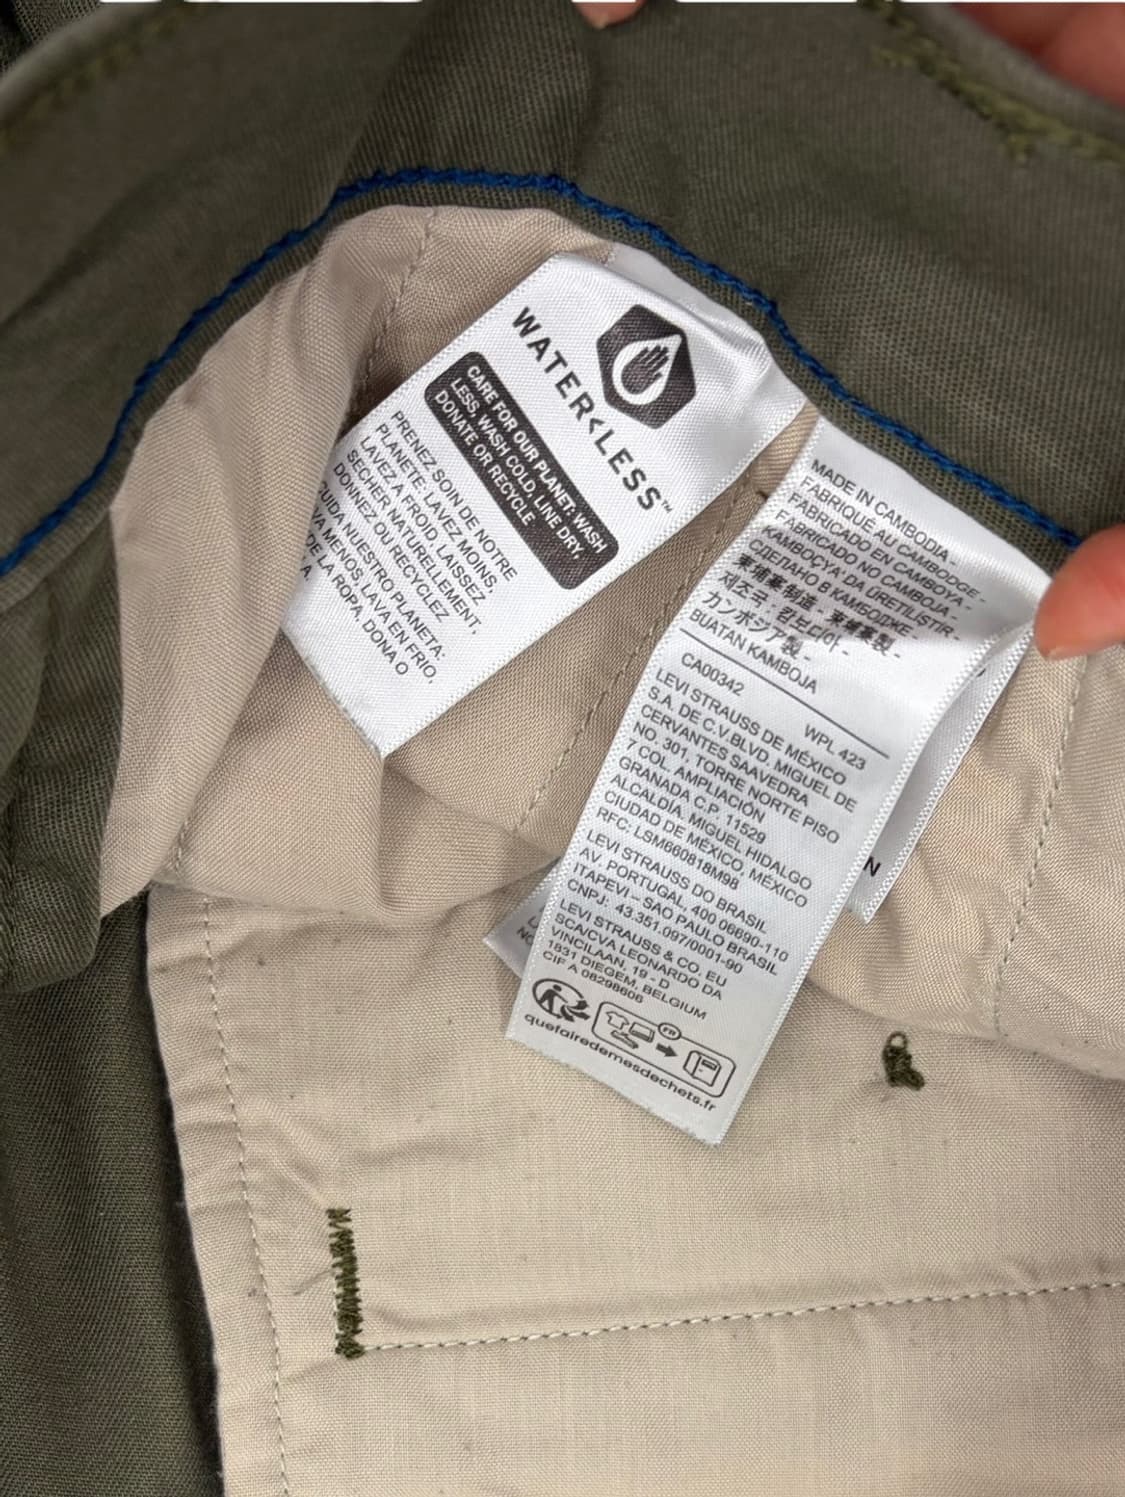 WATER<LESS™
CARE FOR OUR PLANET: WASH
LESS, WASH COLD, LINE DRY,
DONATE OR RECYCLE
PRENEZ SOIN DE NOTRE
PLANETE: LAVEZ MOINS,
LAVEZ A FROID, LAISSEZ
SECHER NATURELLEMENT,
DONNEZ OU RECYCLEZ
CUIDA NUESTRO PLANETA:
MENOS, LAVA EN FRIO,
DE LA ROPA, DONA O
A.
MADE IN CAMBODIA -
FABRIQUÉ AU CAMBODGE -
FABRICADO EN CAMBOYA -
FABRICADO NO CAMBOJA -
KAMBOÇYA' DA ÜRETİLİSTİR -
СДЕЛАНО В КАМБОДЖЕ -
柬埔寨制造 - 柬埔寨製 -
제조국: 캄보디아 -
カンボジア製 -
BUATAN KAMBOJA
CA00342 WPL 423
LEVI STRAUSS DE MÉXICO
S.A. DE C.V.BLVD. MIGUEL DE
CERVANTES SAAVEDRA
NO. 301, TORRE NORTE PISO
7 COL. AMPLIACIÓN
GRANADA C.P. 11529
ALCALDÍA. MIGUEL HIDALGO
CIUDAD DE MÉXICO, MÉXICO
RFC: LSM660818M98
LEVI STRAUSS DO BRASIL
AV. PORTUGAL, 400 06690-110
ITAPEVI – SAO PAULO BRASIL
CNPJ: 43.351.097/0001-90
LEVI STRAUSS & CO. EU
SCA/CVA LEONARDO DA
VINCILAAN, 19 - D
1831 DIEGEM, BELGIUM
CIF A 08298606
FR
quefairedemesdechets.fr
N